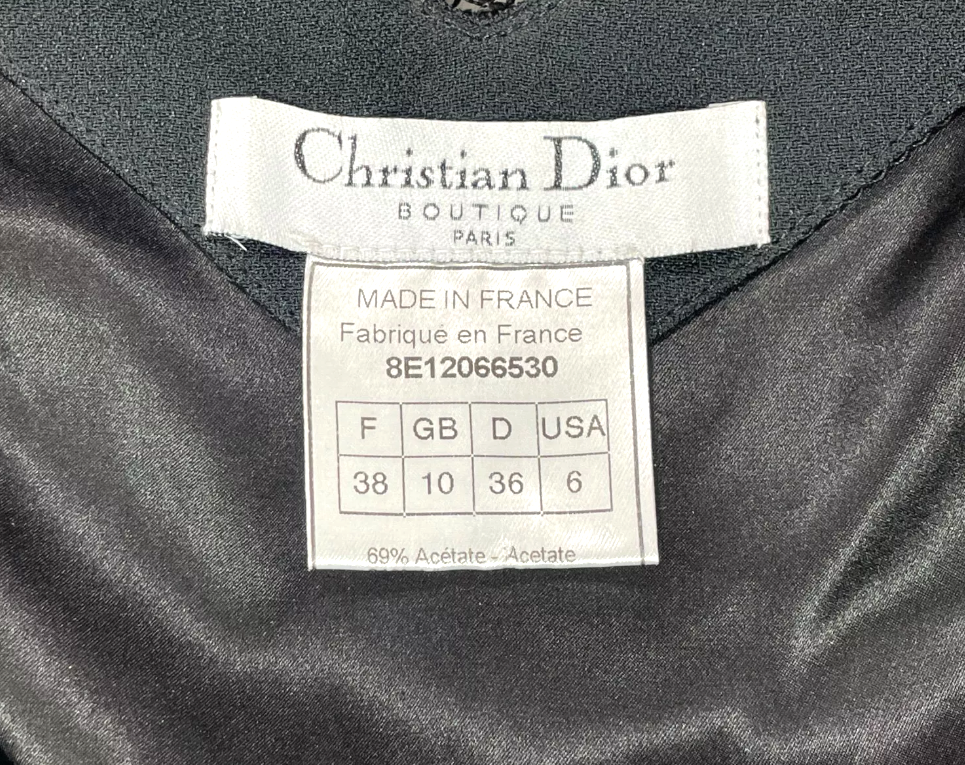 Christian Dior
BOUTIQUE
PARIS
MADE IN FRANCE
Fabriqué en France
8E12066530
F GB D USA
38 10 36 6
69% Acétate - Acetate